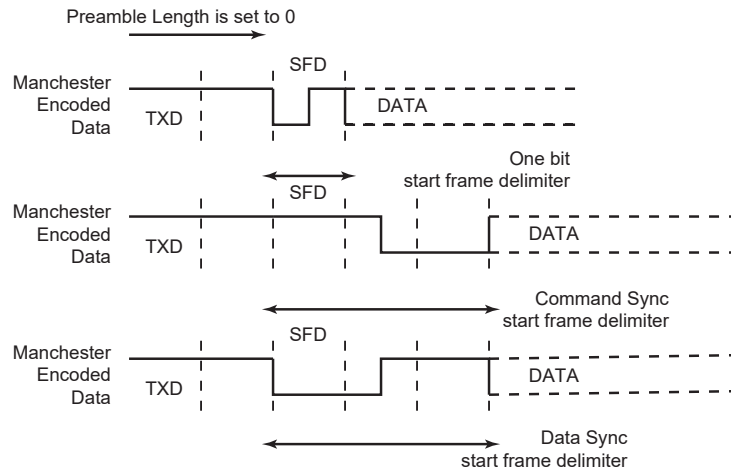 Preamble Length is set to 0
SFD
Manchester
Encoded
Data
TXD
DATA
One bit
start frame delimiter
SFD
Manchester
Encoded
Data
TXD
DATA
Command Sync
start frame delimiter
SFD
Manchester
Encoded
Data
TXD
DATA
Data Sync
start frame delimiter